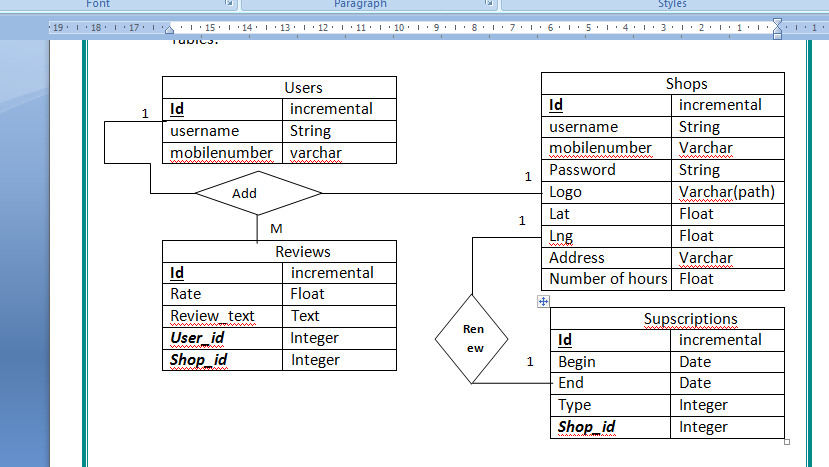 Font Paragraph Styles
19 18 17 15 14 13 12 11 10 9 8 7 6 5 4 3 2 1 1
Tables:
Users
Id incremental
username String
mobilenumber varchar
1
Add
1
M
Reviews
Id incremental
Rate Float
Review_text Text
User_id Integer
Shop_id Integer
Shops
Id incremental
username String
mobilenumber Varchar
Password String
Logo Varchar(path)
Lat Float
Lng Float
Address Varchar
Number of hours Float
1
Ren
ew
1
Supscriptions
Id incremental
Begin Date
End Date
Type Integer
Shop_id Integer